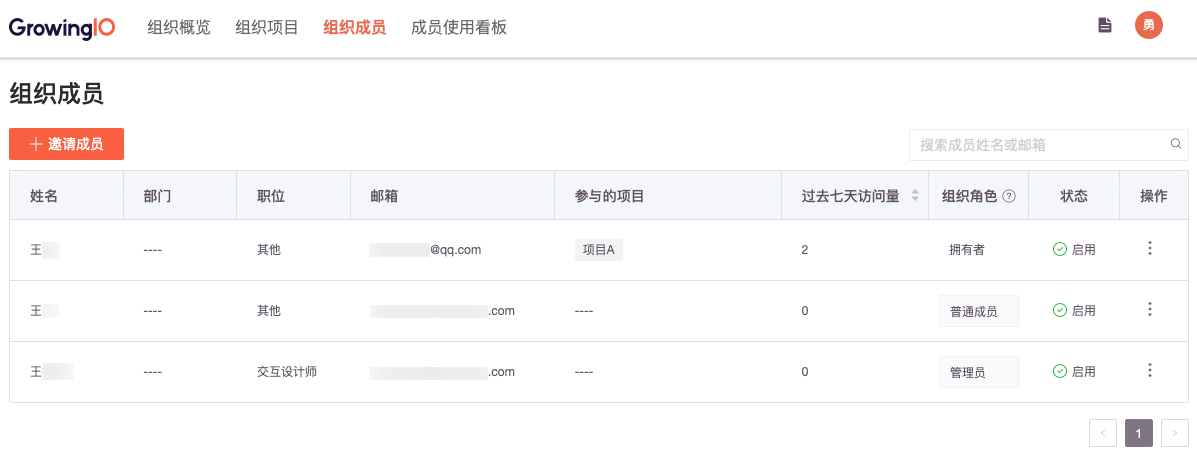 GrowingIO 组织概览 组织项目 组织成员 成员使用看板 勇
组织成员
邀请成员 搜索成员姓名或邮箱
姓名 部门 职位 邮箱 参与的项目 过去七天访问量 组织角色 ? 状态 操作
王 ---- 其他 @qq.com 项目A 2 拥有者 启用
王 ---- 其他 .com ---- 0 普通成员 启用
王 ---- 交互设计师 .com ---- 0 管理员 启用
< 1 >